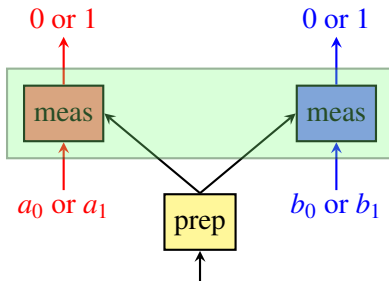 0 or 1 0 or 1
meas meas
a₀ or a₁ b₀ or b₁
prep